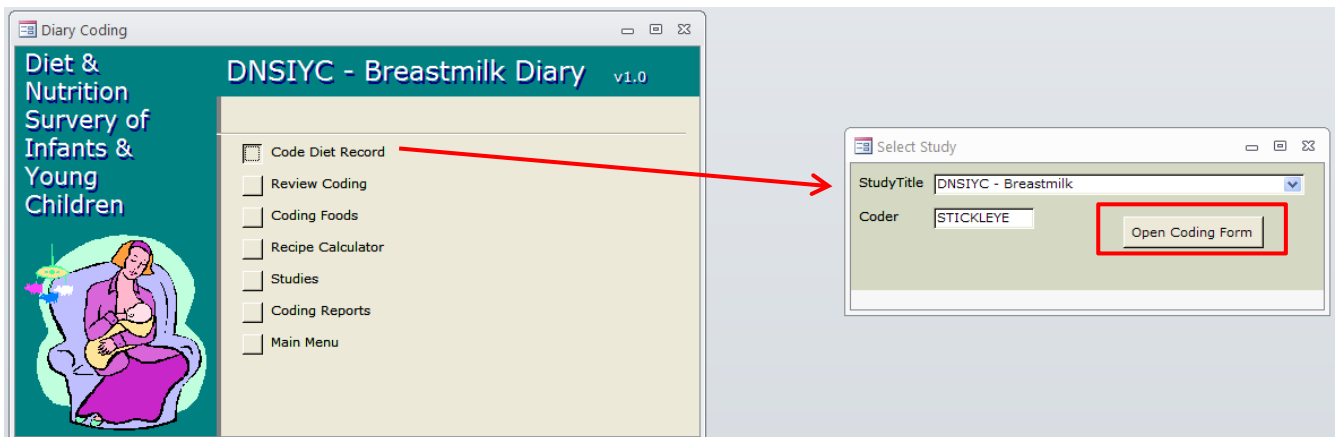 Diary Coding
Diet &
Nutrition
Survery of
Infants &
Young
Children
DNSIYC - Breastmilk Diary v1.0
Code Diet Record
Review Coding
Coding Foods
Recipe Calculator
Studies
Coding Reports
Main Menu
Select Study
StudyTitle DNSIYC - Breastmilk
Coder STICKLEYE
Open Coding Form